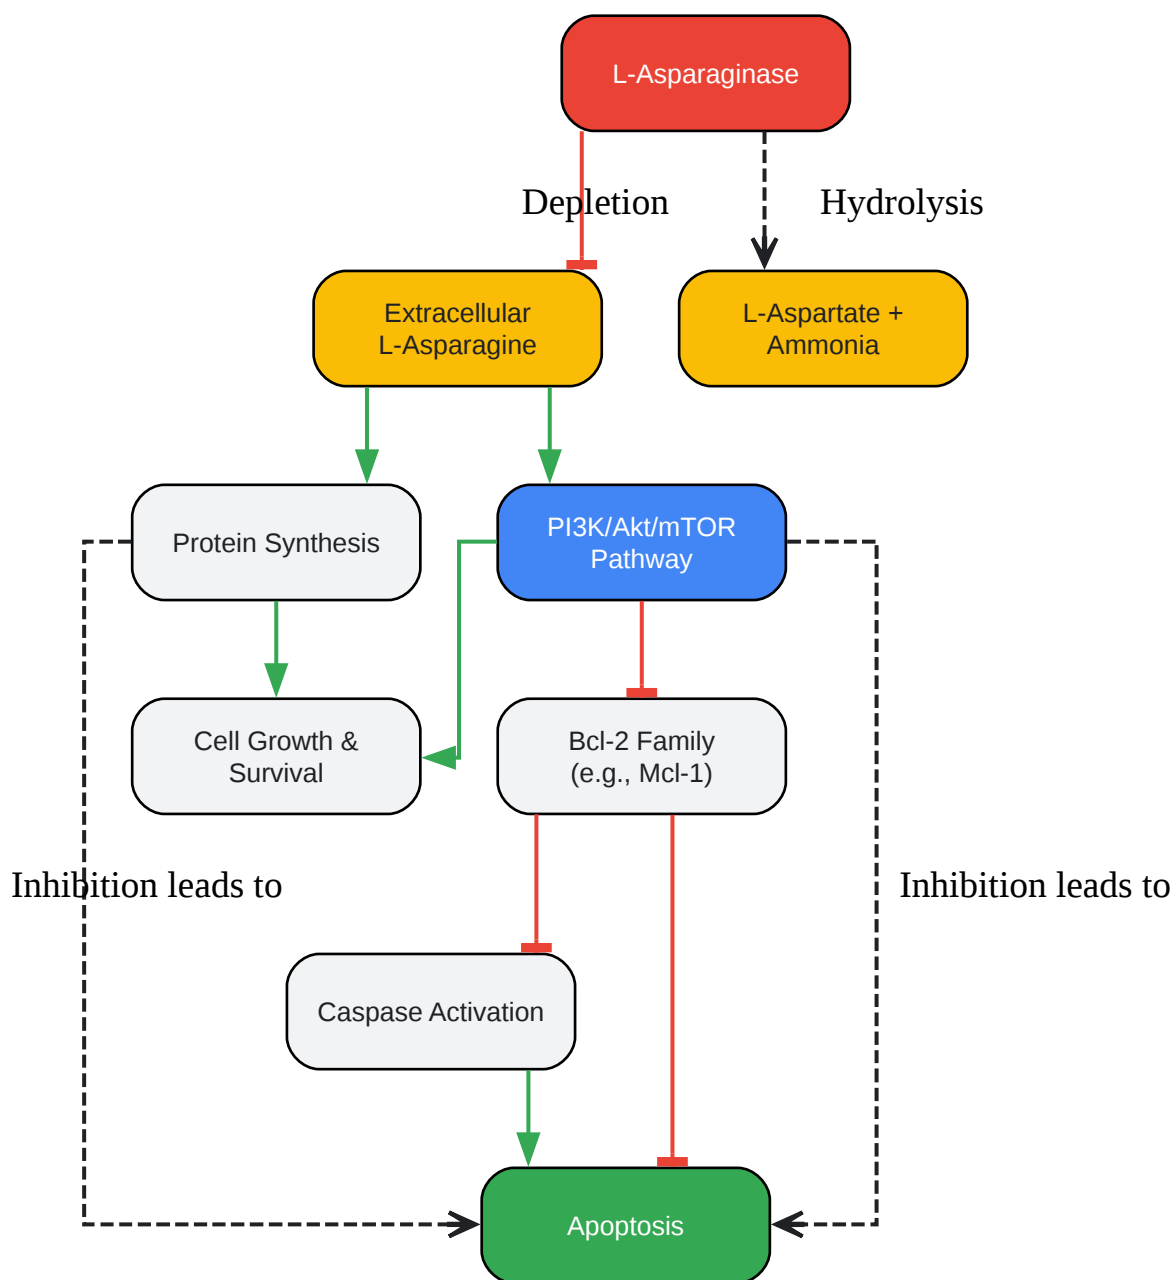 L-Asparaginase
Depletion
Hydrolysis
Extracellular
L-Asparagine
L-Aspartate +
Ammonia
Protein Synthesis
PI3K/Akt/mTOR
Pathway
Cell Growth &
Survival
Bcl-2 Family
(e.g., Mcl-1)
Inhibition leads to
Inhibition leads to
Caspase Activation
Apoptosis